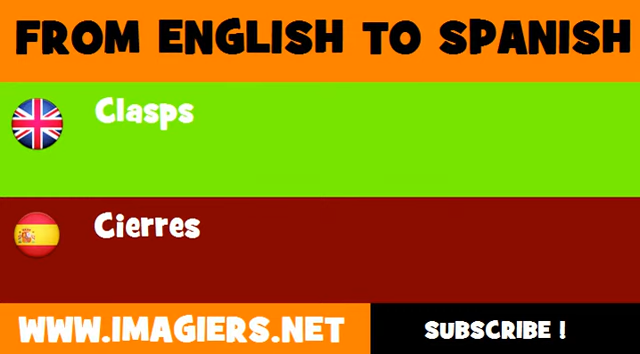 FROM ENGLISH TO SPANISH
Clasps
Cierres
WWW.IMAGIERS.NET
SUBSCRIBE !